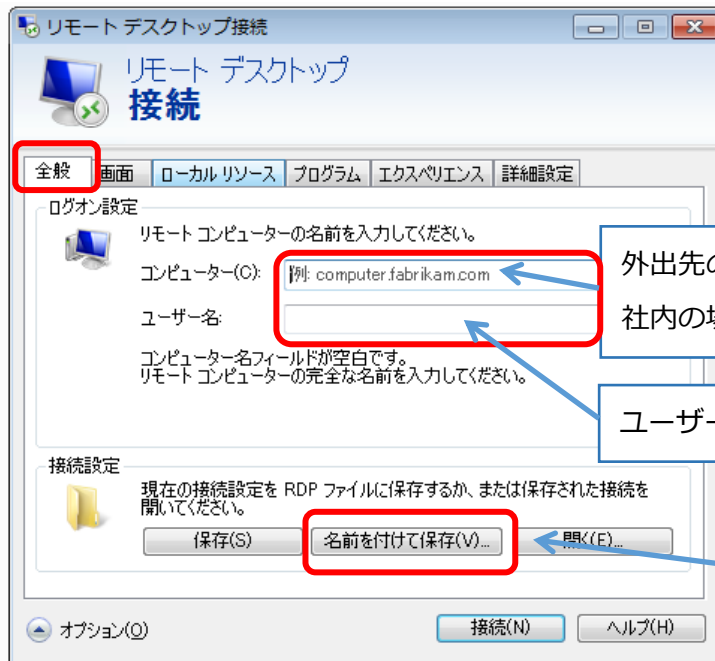 リモート デスクトップ接続
リモート デスクトップ
接続
全般 画面 ローカル リソース プログラム エクスペリエンス 詳細設定
ログオン設定
リモート コンピューターの名前を入力してください。
コンピューター(C): 例: computer.fabrikam.com
外出先の
社内の場
ユーザー名:
コンピューター名フィールドが空白です。
リモート コンピューターの完全な名前を入力してください。
ユーザー
接続設定
現在の接続設定を RDP ファイルに保存するか、または保存された接続を
開いてください。
保存(S) 名前を付けて保存(V)... 開く(E)...
オプション(O) 接続(N) ヘルプ(H)